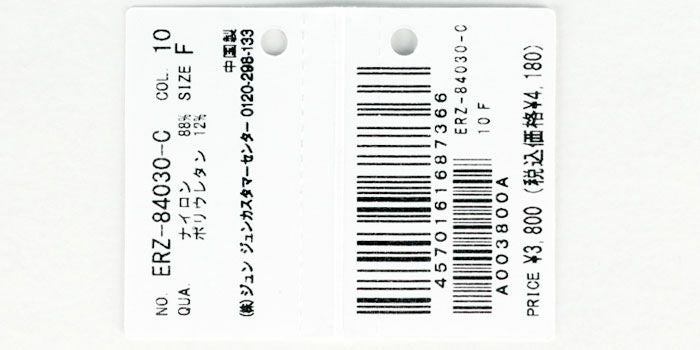 NO. ERZ-84030-C COL. 10
QUA. ナイロン 88% SIZE F
ポリウレタン 12%
中国製
(株)ジュン ジュンカスタマーセンター 0120-298-133
4570161687366
ERZ-84030-C
10 F
A003800A
PRICE ¥3,800 (税込価格¥4,180)